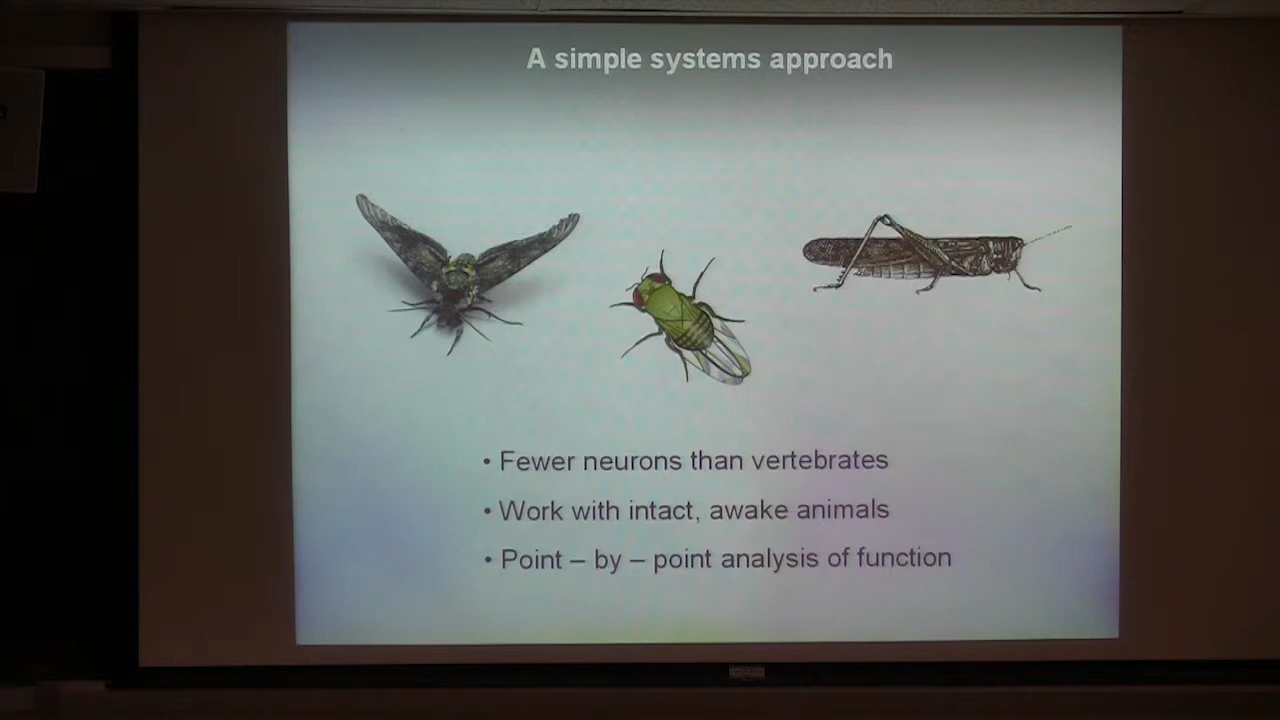 A simple systems approach
• Fewer neurons than vertebrates
• Work with intact, awake animals
• Point – by – point analysis of function